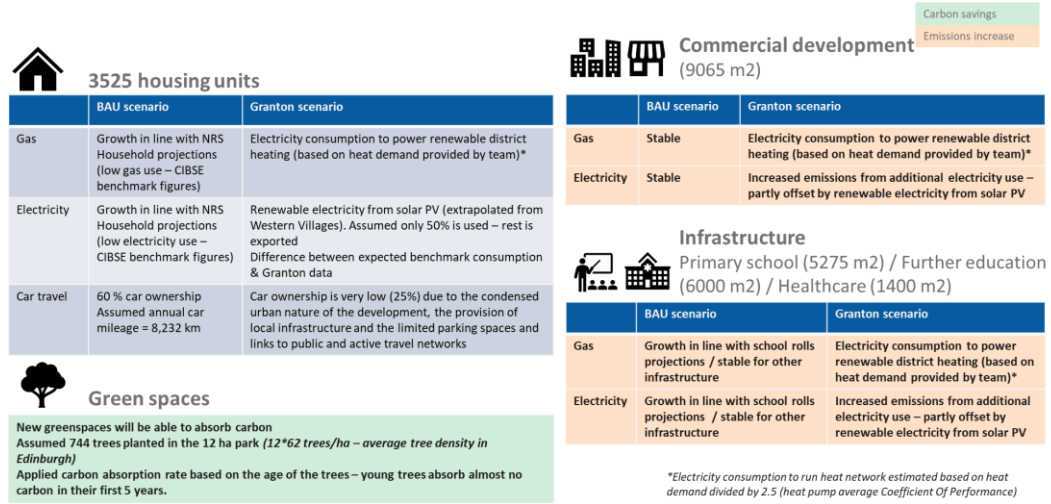 Carbon savings
Emissions increase
3525 housing units
BAU scenario
Granton scenario
Gas
Growth in line with NRS
Household projections
(low gas use – CIBSE
benchmark figures)
Electricity consumption to power renewable district
heating (based on heat demand provided by team)*
Electricity
Growth in line with NRS
Household projections
(low electricity use –
CIBSE benchmark figures)
Renewable electricity from solar PV (extrapolated from
Western Villages). Assumed only 50% is used – rest is
exported
Difference between expected benchmark consumption
& Granton data
Car travel
60 % car ownership
Assumed annual car
mileage = 8,232 km
Car ownership is very low (25%) due to the condensed
urban nature of the development, the provision of
local infrastructure and the limited parking spaces and
links to public and active travel networks
Green spaces
New greenspaces will be able to absorb carbon
Assumed 744 trees planted in the 12 ha park (12*62 trees/ha – average tree density in
Edinburgh)
Applied carbon absorption rate based on the age of the trees – young trees absorb almost no
carbon in their first 5 years.
Commercial development
(9065 m2)
BAU scenario
Granton scenario
Gas
Stable
Electricity consumption to power renewable district
heating (based on heat demand provided by team)*
Electricity
Stable
Increased emissions from additional electricity use –
partly offset by renewable electricity from solar PV
Infrastructure
Primary school (5275 m2) / Further education
(6000 m2) / Healthcare (1400 m2)
BAU scenario
Granton scenario
Gas
Growth in line with school rolls
projections / stable for other
infrastructure
Electricity consumption to power
renewable district heating (based on
heat demand provided by team)*
Electricity
Growth in line with school rolls
projections / stable for other
infrastructure
Increased emissions from additional
electricity use – partly offset by
renewable electricity from solar PV
*Electricity consumption to run heat network estimated based on heat
demand divided by 2.5 (heat pump average Coefficient Of Performance)